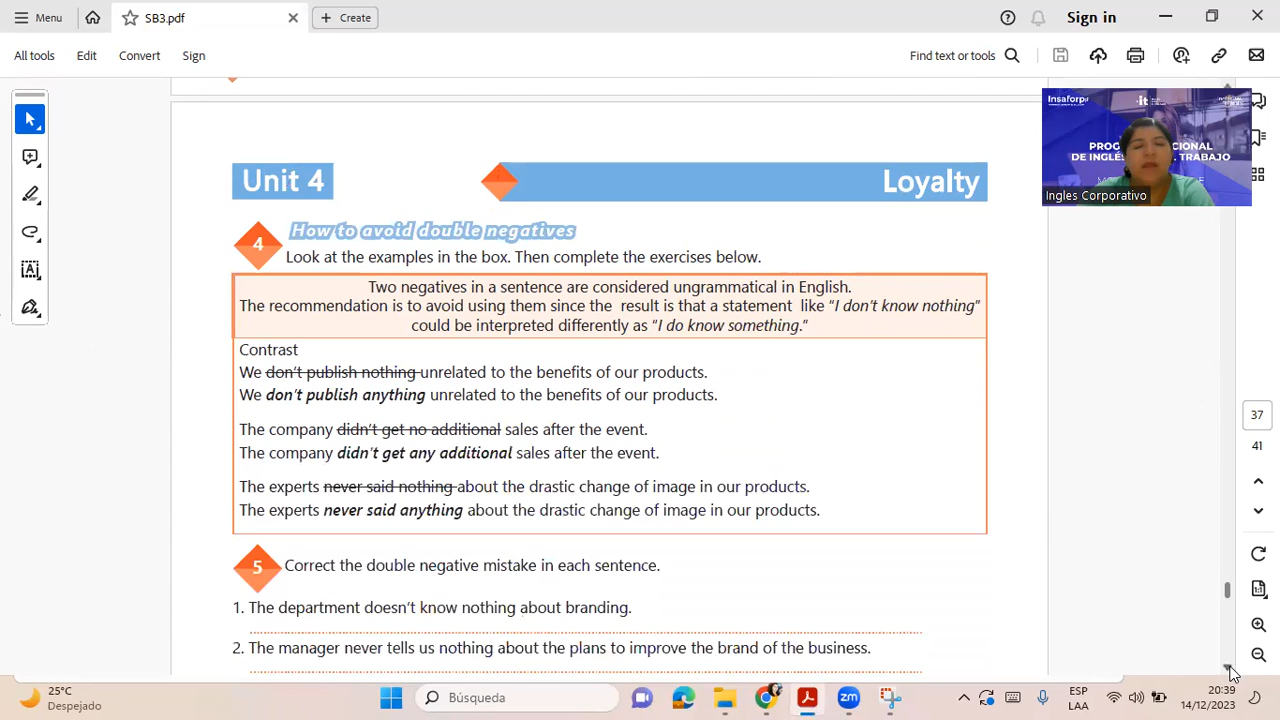 Menu
SB3.pdf
Create
Sign in
All tools
Edit
Convert
Sign
Find text or tools
Insaforp
Ingles Corporativo
Unit 4
Loyalty
4
How to avoid double negatives
Look at the examples in the box. Then complete the exercises below.
Two negatives in a sentence are considered ungrammatical in English.
The recommendation is to avoid using them since the result is that a statement like "I don't know nothing"
could be interpreted differently as "I do know something."
Contrast
We don't publish nothing unrelated to the benefits of our products.
We don't publish anything unrelated to the benefits of our products.
The company didn't get no additional sales after the event.
The company didn't get any additional sales after the event.
The experts never said nothing about the drastic change of image in our products.
The experts never said anything about the drastic change of image in our products.
5
Correct the double negative mistake in each sentence.
1. The department doesn't know nothing about branding.
2. The manager never tells us nothing about the plans to improve the brand of the business.
37
41
25°C
Despejado
Búsqueda
ESP
LAA
20:39
14/12/2023